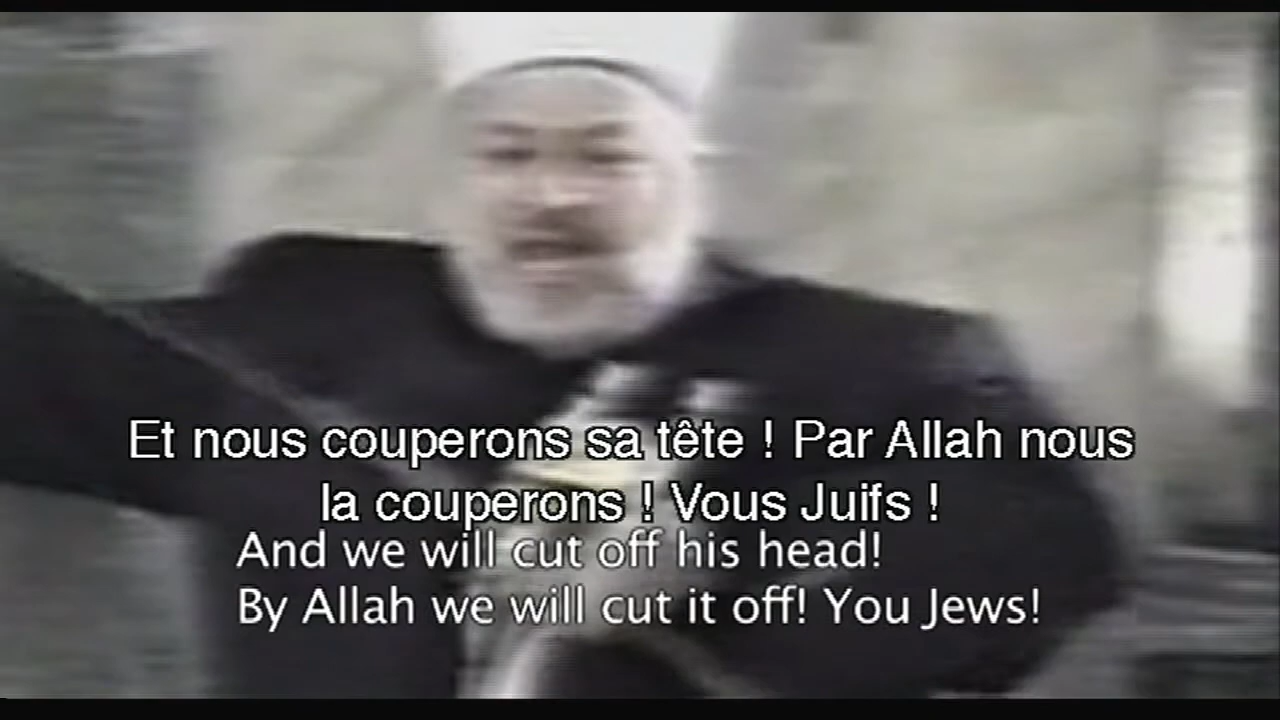 Et nous couperons sa tête ! Par Allah nous
la couperons ! Vous Juifs !
And we will cut off his head!
By Allah we will cut it off! You Jews!